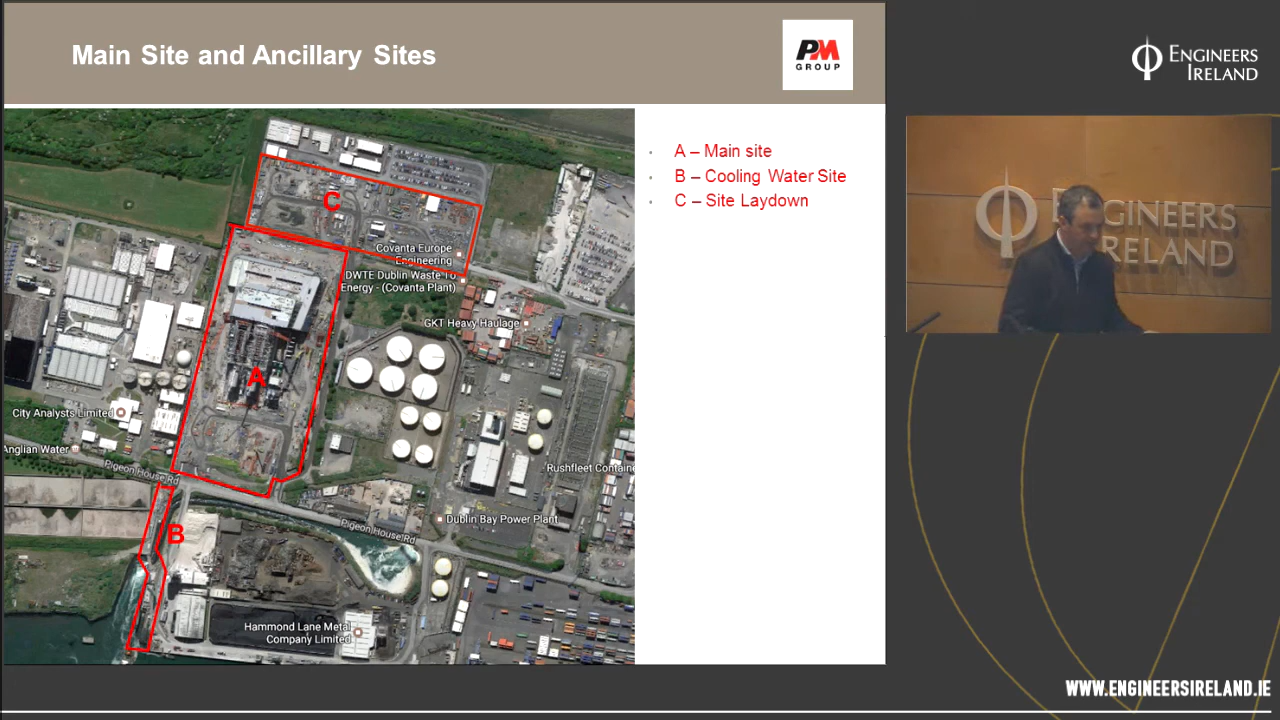 Main Site and Ancillary Sites
PM
GROUP
ENGINEERS
IRELAND
A – Main site
B – Cooling Water Site
C – Site Laydown
C
Covanta Europe
Engineering
DWTE Dublin Waste To
Energy - (Covanta Plant)
GKT Heavy Haulage
A
City Analysts Limited
Anglian Water
Pigeon House Rd
Rushfleet Containe
B
Pigeon House Rd
Dublin Bay Power Plant
Hammond Lane Metal
Company Limited
ENGINEERS
IRELAND
WWW.ENGINEERSIRELAND.IE